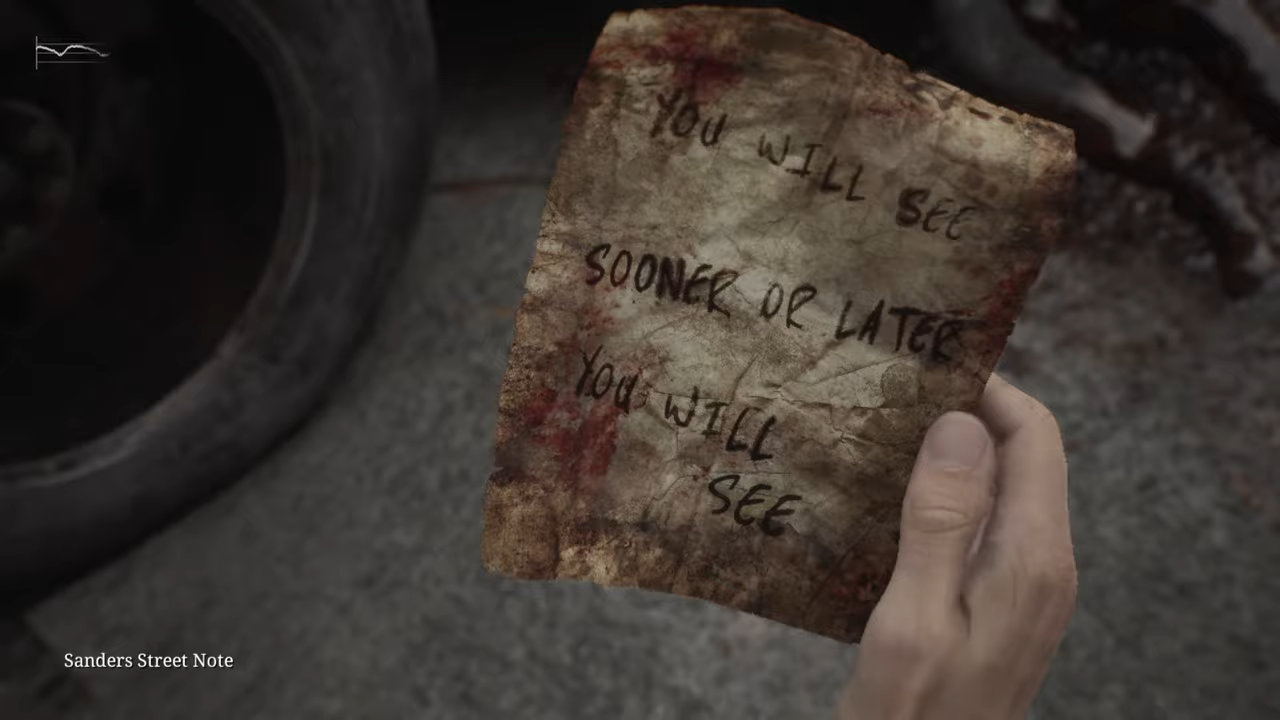 YOU WILL SEE
SOONER OR LATER
YOU WILL
SEE
Sanders Street Note